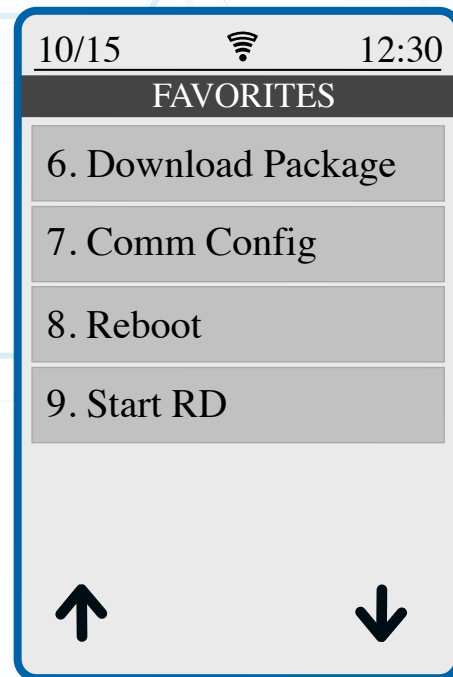 10/15 12:30
FAVORITES
6. Download Package
7. Comm Config
8. Reboot
9. Start RD